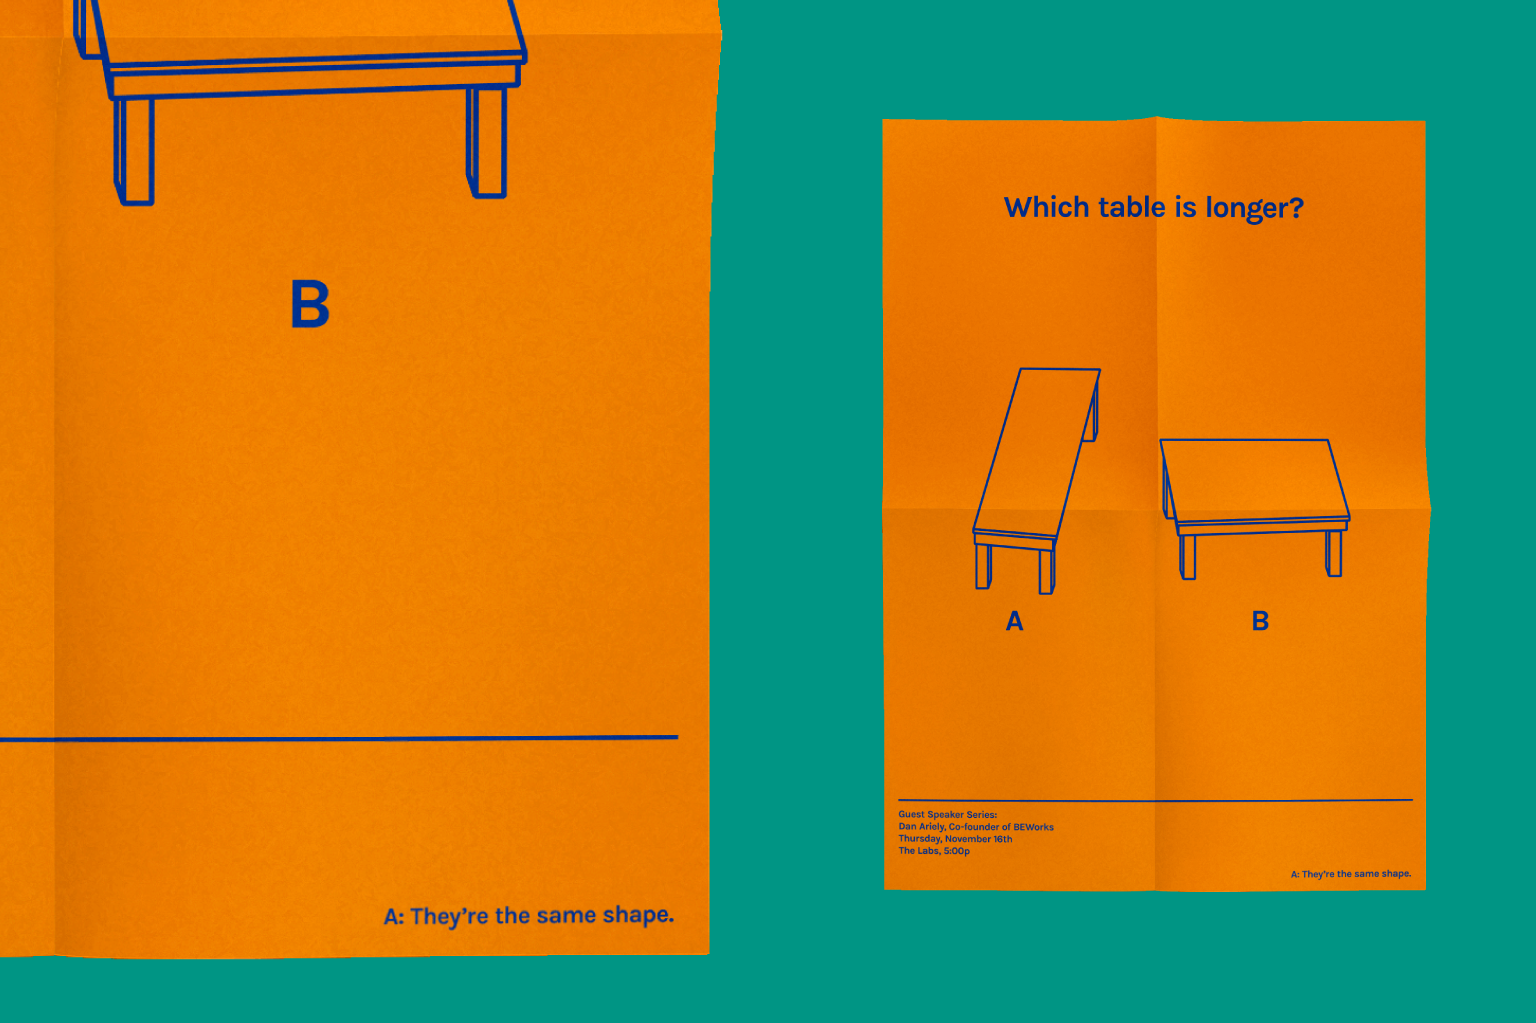 B
A: They're the same shape.
Which table is longer?
A
B
Guest Speaker Series:
Dan Ariely, Co-founder of BEWorks
Thursday, November 16th
The Labs, 5:00p
A: They're the same shape.